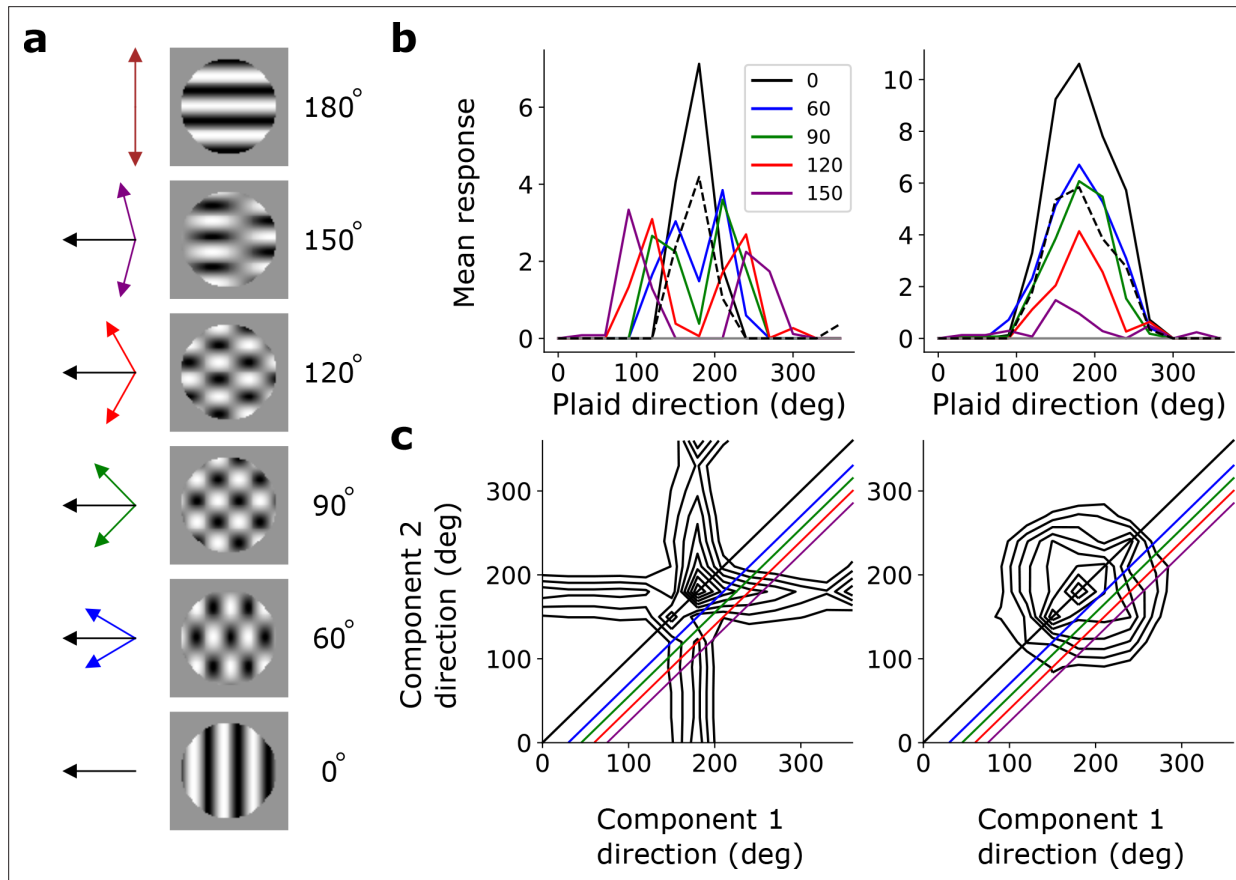 a
180°
150°
120°
90°
60°
0°
b
Mean response
6
4
2
0
0
60
90
120
150
0 100 200 300
Plaid direction (deg)
10
8
6
4
2
0
0 100 200 300
Plaid direction (deg)
c
Component 2
direction (deg)
300
200
100
0
0 100 200 300
Component 1
direction (deg)
300
200
100
0
0 100 200 300
Component 1
direction (deg)